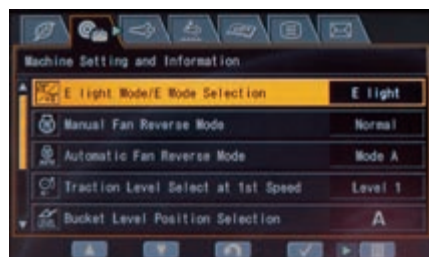 Machine Setting and Information
E light Mode/E Mode Selection E light
Manual Fan Reverse Mode Normal
Automatic Fan Reverse Mode Mode A
Traction Level Select at 1st Speed Level 1
Bucket Level Position Selection A